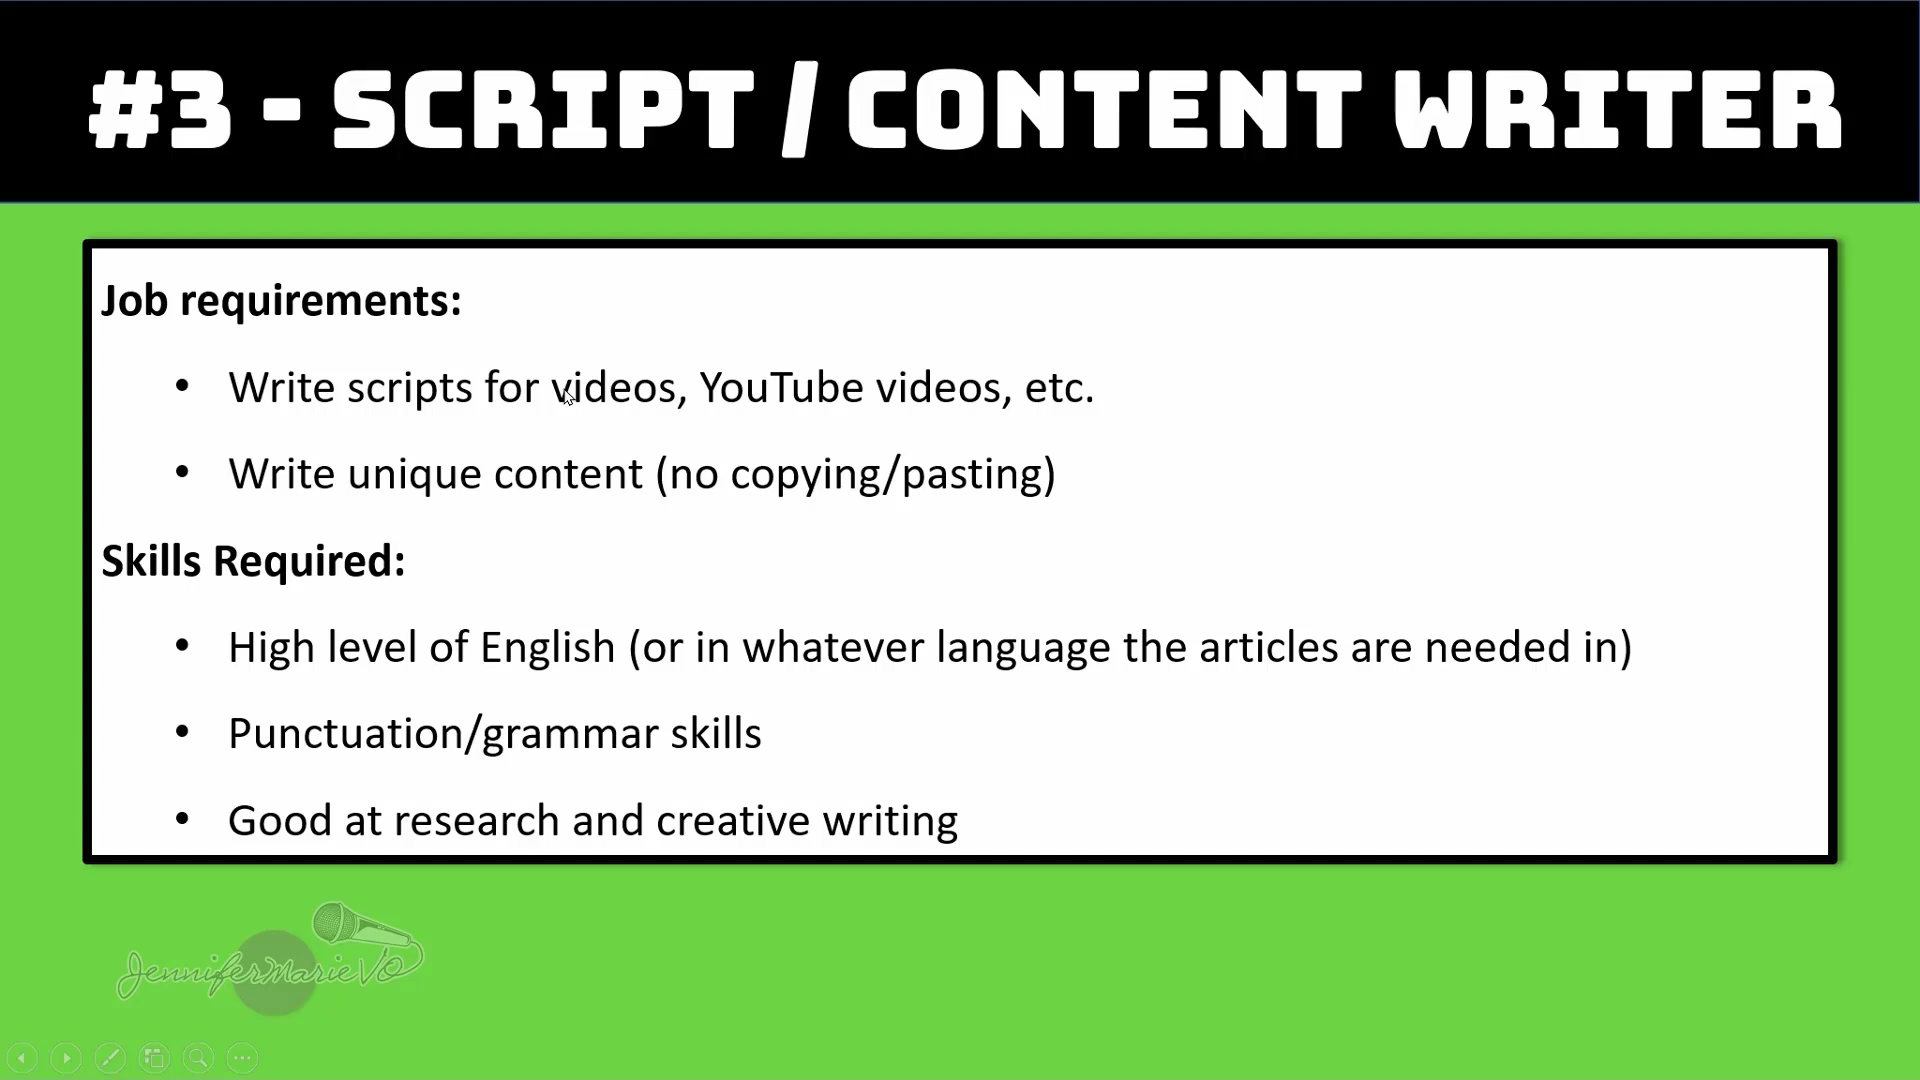 #3 - SCRIPT / CONTENT WRITER
Job requirements:
• Write scripts for videos, YouTube videos, etc.
• Write unique content (no copying/pasting)
Skills Required:
• High level of English (or in whatever language the articles are needed in)
• Punctuation/grammar skills
• Good at research and creative writing
JenniferMarieVO